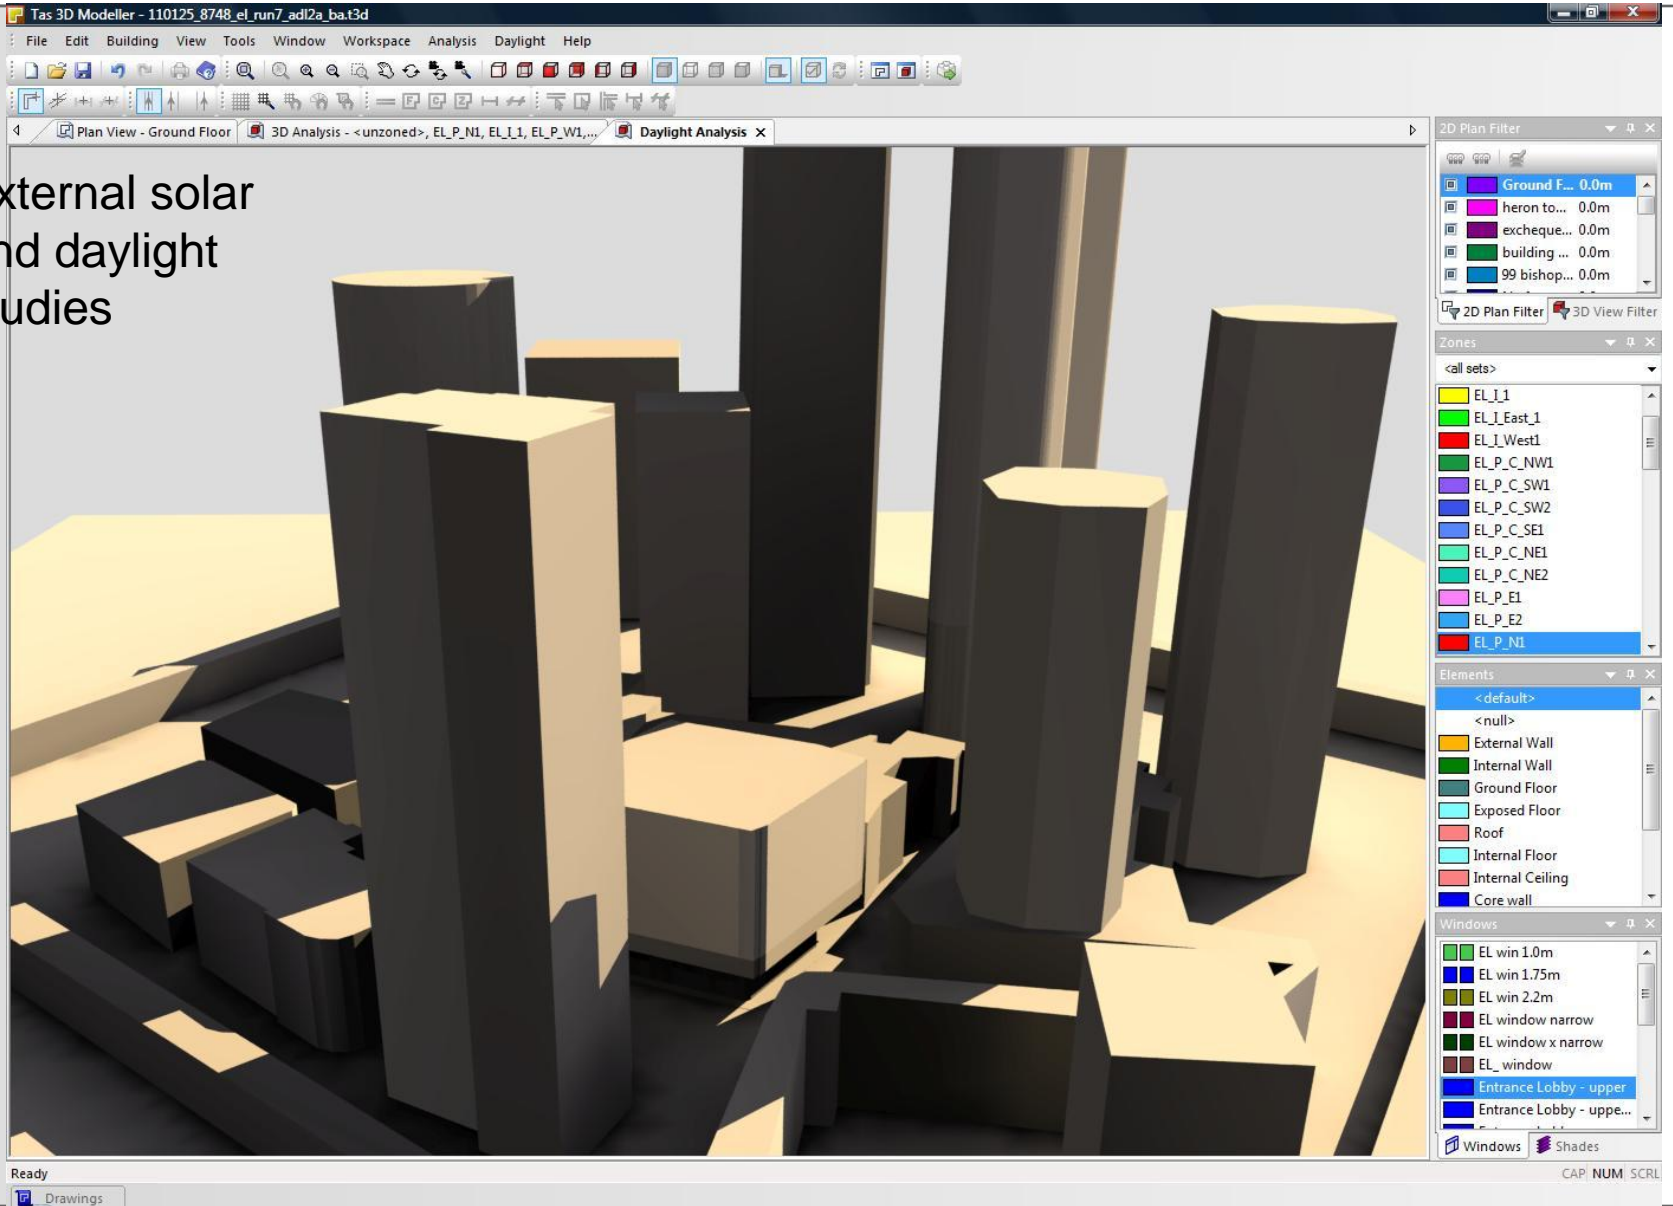 Tas 3D Modeller - 110125_8748_el_run7_adl2a_ba.t3d
File Edit Building View Tools Window Workspace Analysis Daylight Help
Plan View - Ground Floor 3D Analysis - <unzoned>, EL_P_N1, EL_I_1, EL_P_W1,... Daylight Analysis
xternal solar
nd daylight
udies
2D Plan Filter
Ground F... 0.0m
heron to... 0.0m
excheque... 0.0m
building ... 0.0m
99 bishop... 0.0m
2D Plan Filter 3D View Filter
Zones
<all sets>
EL_I_1
EL_I_East_1
EL_I_West1
EL_P_C_NW1
EL_P_C_SW1
EL_P_C_SW2
EL_P_C_SE1
EL_P_C_NE1
EL_P_C_NE2
EL_P_E1
EL_P_E2
EL_P_N1
Elements
<default>
<null>
External Wall
Internal Wall
Ground Floor
Exposed Floor
Roof
Internal Floor
Internal Ceiling
Core wall
Windows
EL win 1.0m
EL win 1.75m
EL win 2.2m
EL window narrow
EL window x narrow
EL_ window
Entrance Lobby - upper
Entrance Lobby - uppe...
Windows Shades
Ready CAP NUM SCRL
Drawings